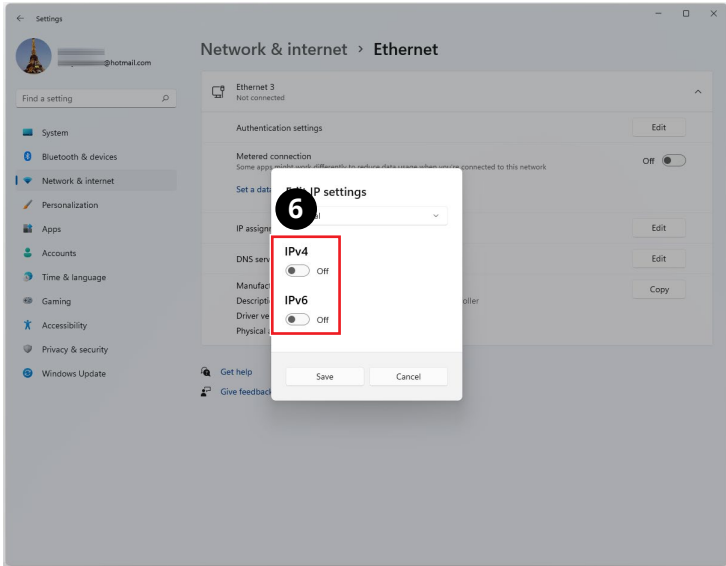 Settings
@hotmail.com
Find a setting
System
Bluetooth & devices
Network & internet
Personalization
Apps
Accounts
Time & language
Gaming
Accessibility
Privacy & security
Windows Update
Network & internet > Ethernet
Ethernet 3
Not connected
Authentication settings
Edit
Metered connection
Some apps might work differently to reduce data usage when you're connected to this network
Off
Set a data
IP assign
Edit
DNS serv
Edit
Manufac
Copy
Descripti
oller
Driver ve
Physical
Get help
Give feedback
IP settings
6
al
IPv4
Off
IPv6
Off
Save
Cancel